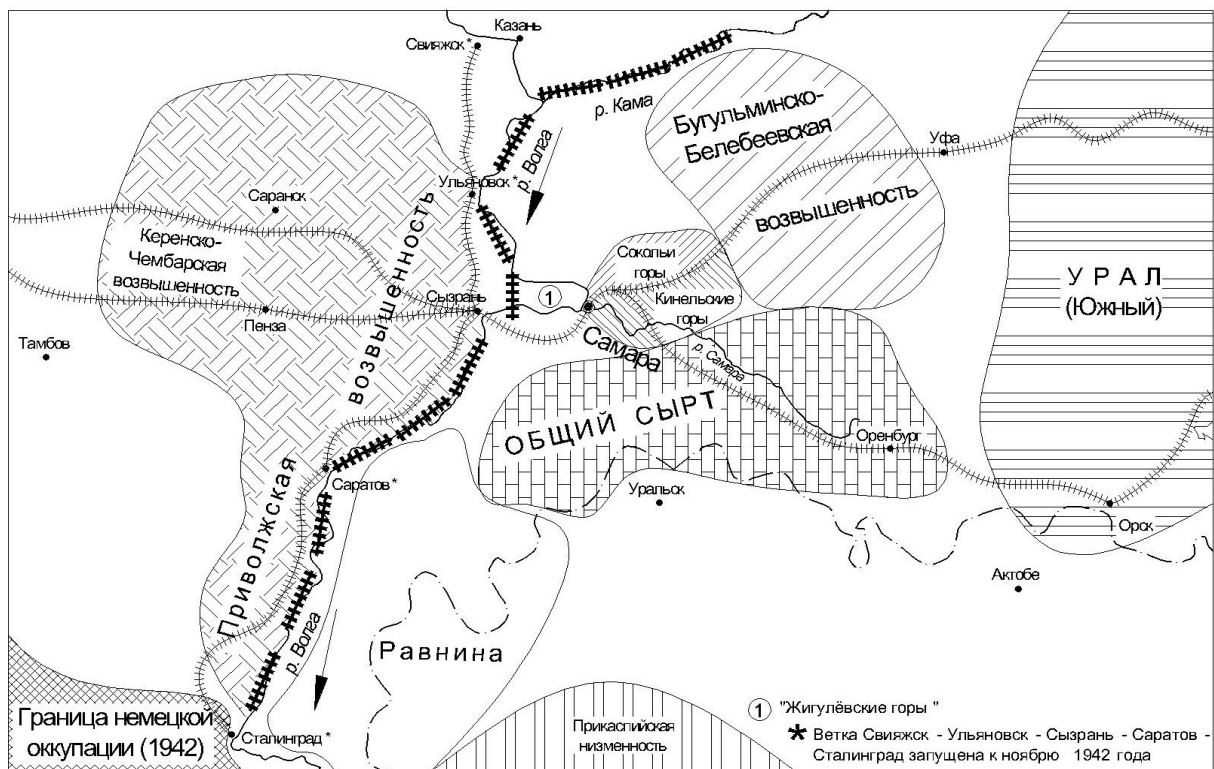 Казань
Свияжск *
р. Кама
Бугульминско-
Белебеевская
возвышенность
Уфа
р. Волга
Ульяновск *
Саранск
Керенско-
Чембарская
возвышенность
Сокольи
горы
УРАЛ
(Южный)
Кинельские
горы
1
Сызрань
Пенза
Тамбов
Самара
р. Самара
ОБЩИЙ СЫРТ
Оренбург
Приволжская
возвышенность
Саратов *
Уральск
Орск
Актобе
р. Волга
Равнина
Граница немецкой
оккупации (1942)
Сталинград *
Прикаспийская
низменность
1 "Жигулёвские горы "
* Ветка Свияжск - Ульяновск - Сызрань - Саратов -
Сталинград запущена к ноябрю 1942 года